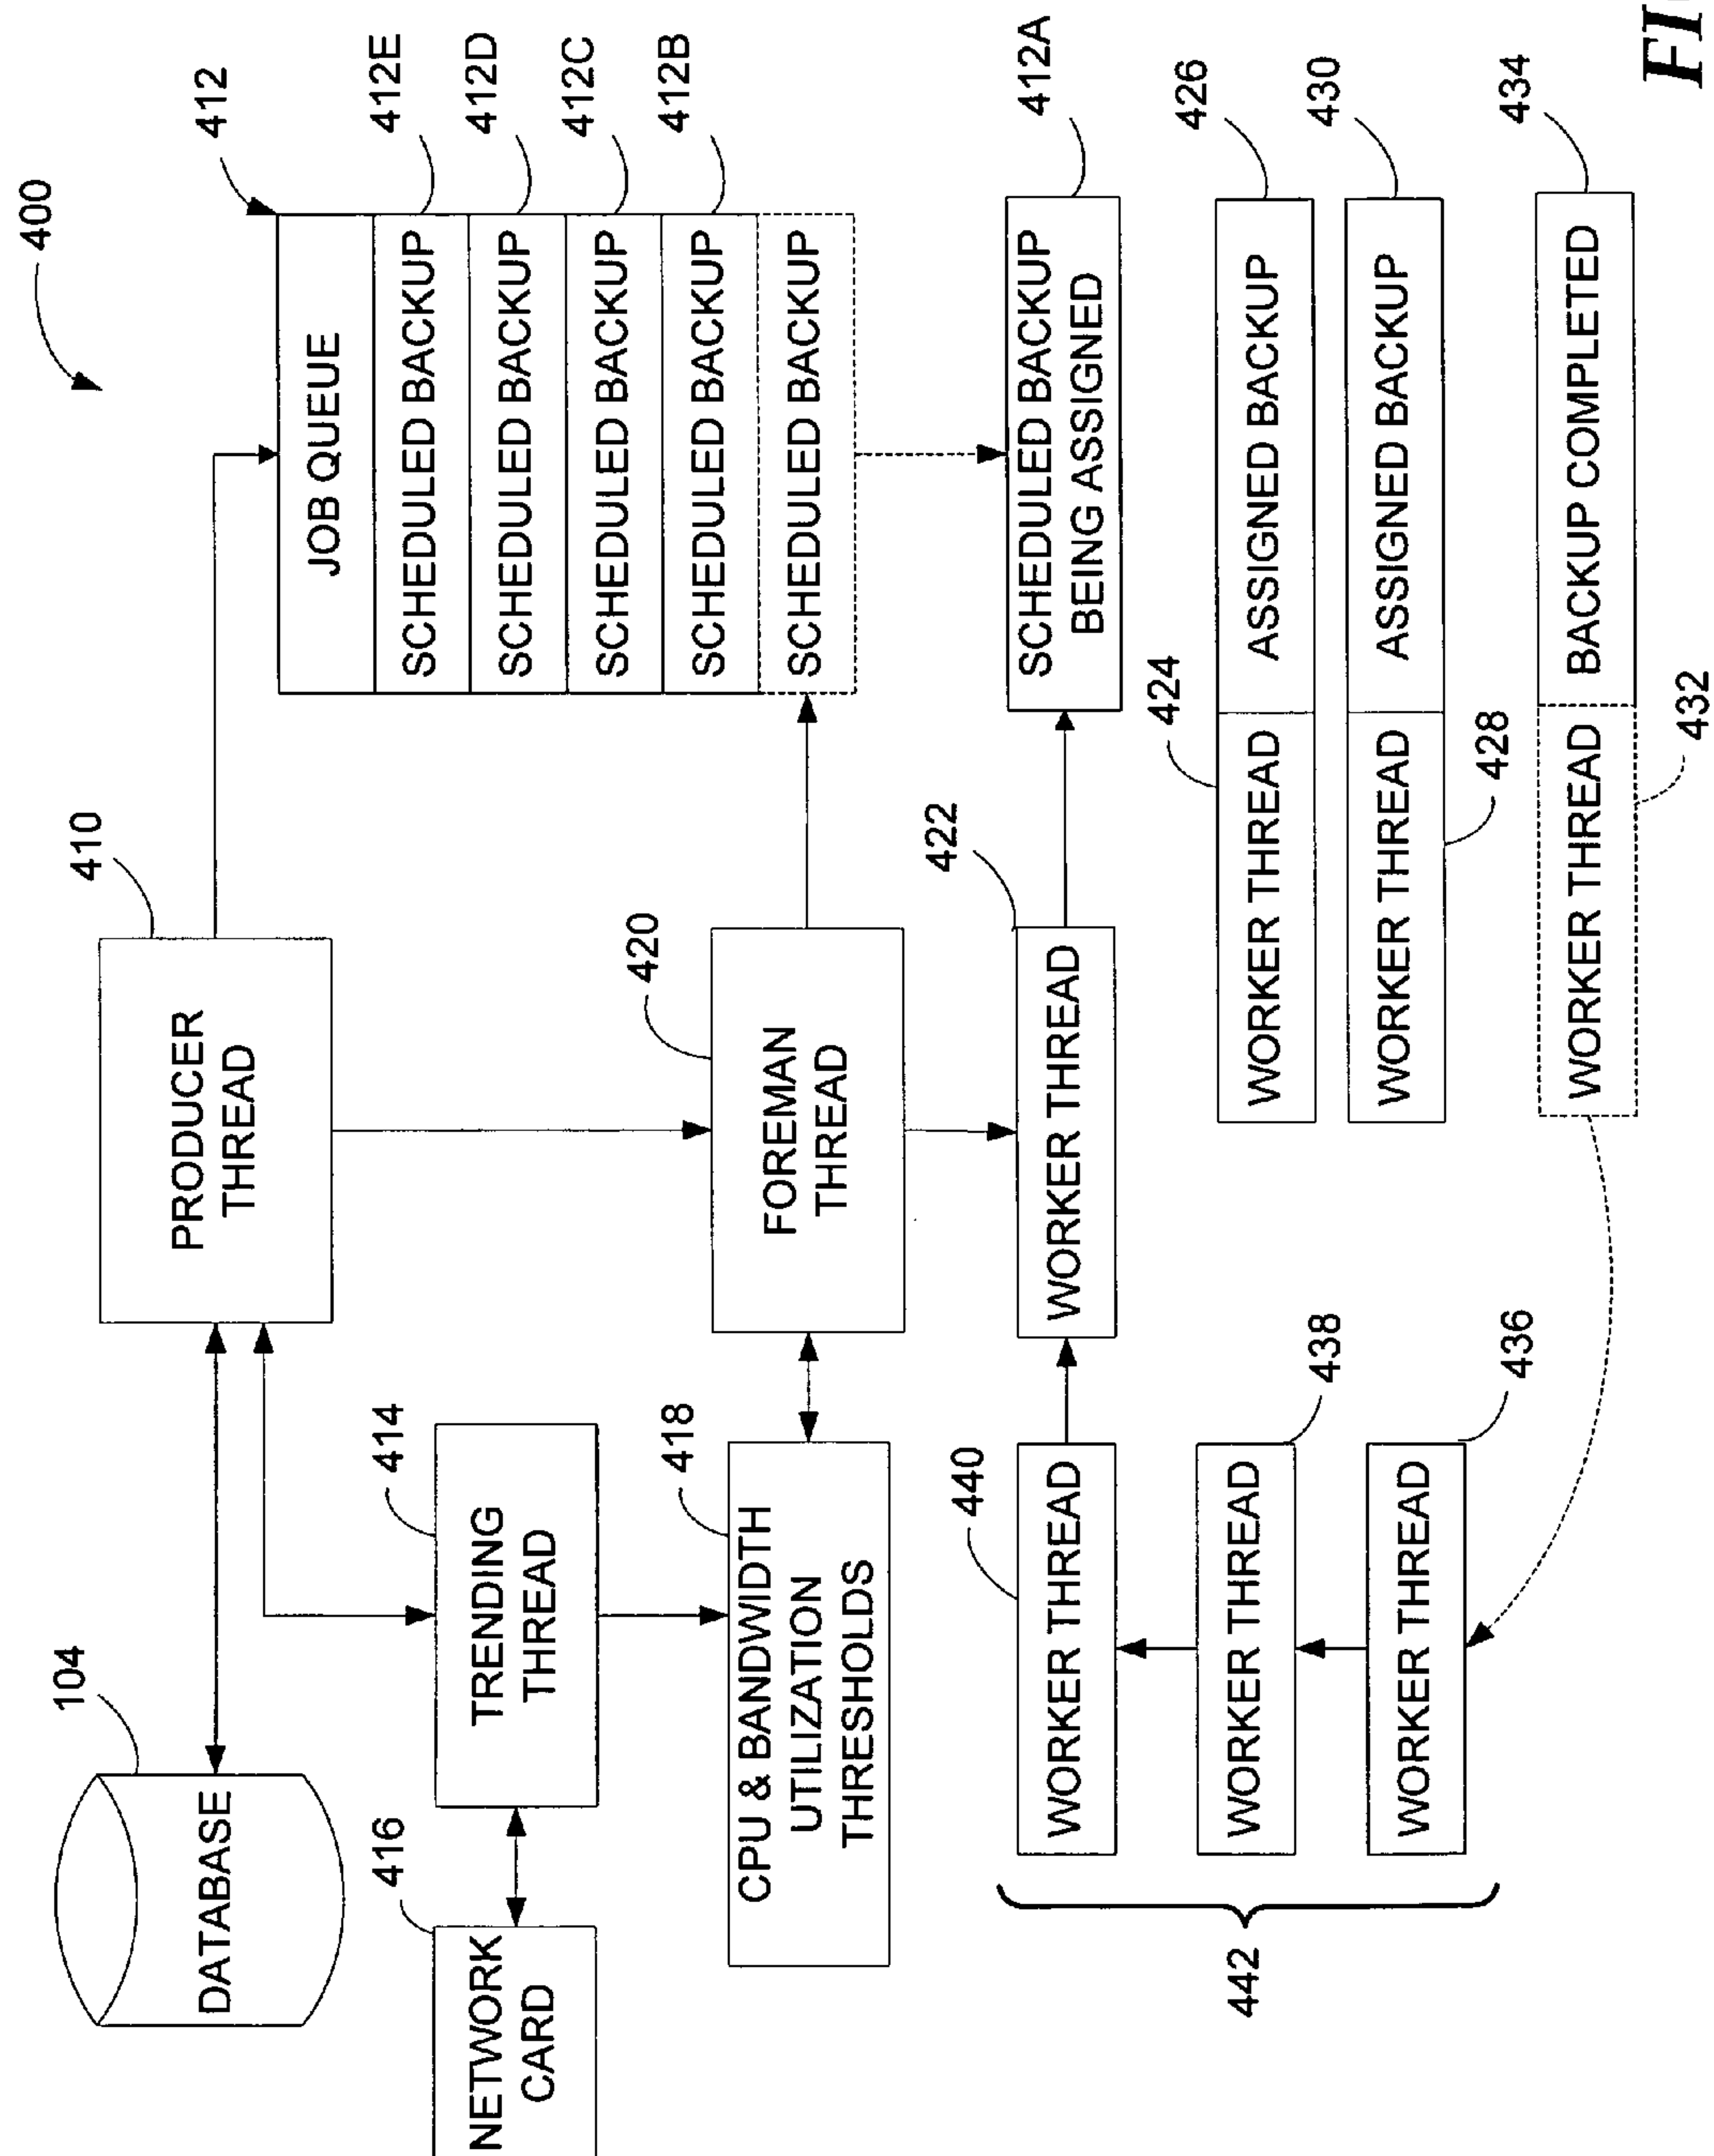 400
104
410
DATABASE
PRODUCER
THREAD
412
JOB QUEUE
416
414
412E
SCHEDULED BACKUP
412D
SCHEDULED BACKUP
412C
SCHEDULED BACKUP
412B
SCHEDULED BACKUP
SCHEDULED BACKUP
NETWORK
CARD
TRENDING
THREAD
418
420
CPU & BANDWIDTH
UTILIZATION
THRESHOLDS
FOREMAN
THREAD
440
422
412A
WORKER THREAD
WORKER THREAD
SCHEDULED BACKUP
BEING ASSIGNED
442
438
424
426
WORKER THREAD
WORKER THREAD
ASSIGNED BACKUP
430
WORKER THREAD
ASSIGNED BACKUP
436
428
WORKER THREAD
434
WORKER THREAD
BACKUP COMPLETED
432
FI